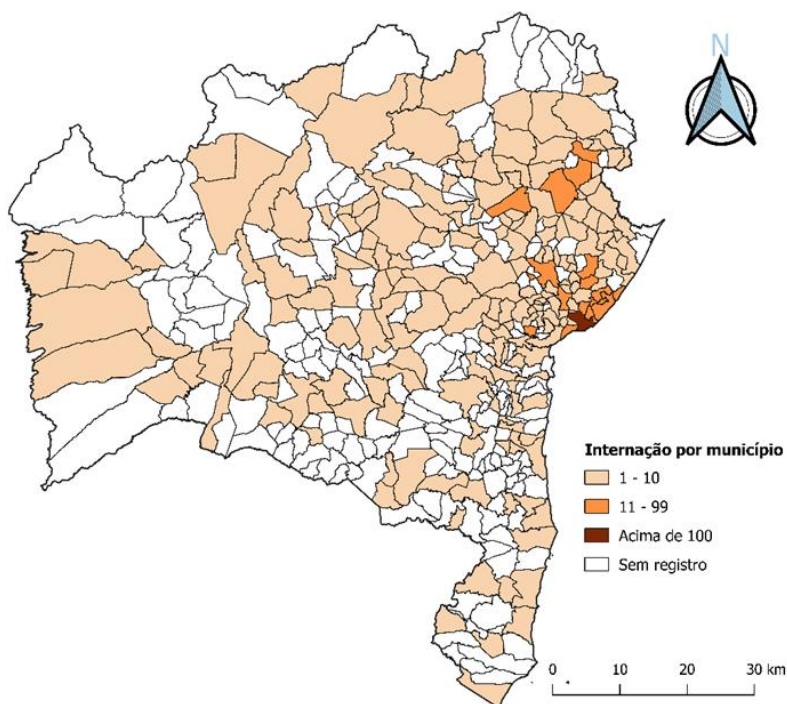 N
Internação por município
1 - 10
11 - 99
Acima de 100
Sem registro
0 10 20 30 km